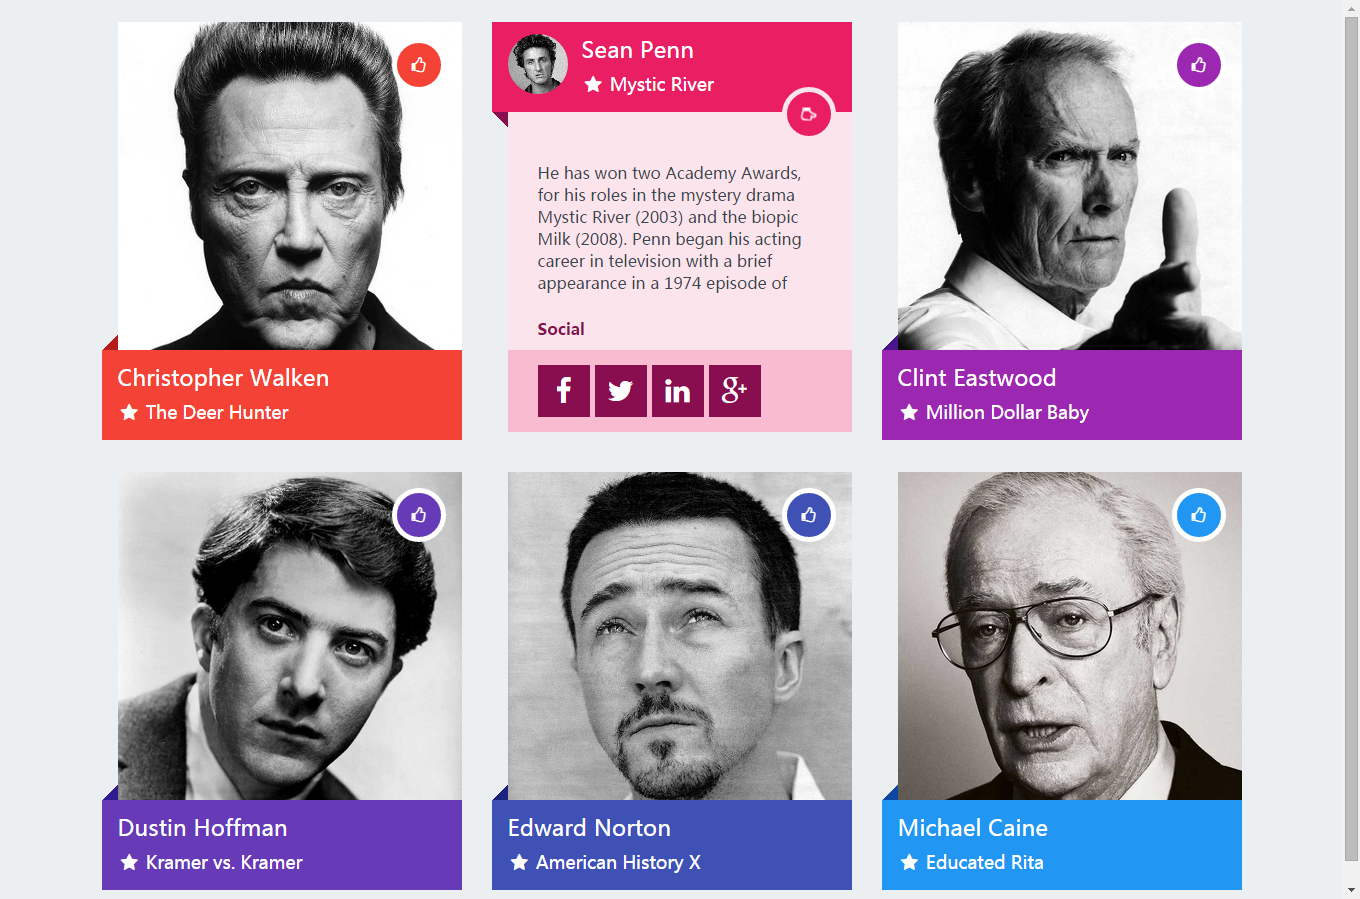 Christopher Walken
The Deer Hunter
Sean Penn
Mystic River
He has won two Academy Awards,
for his roles in the mystery drama
Mystic River (2003) and the biopic
Milk (2008). Penn began his acting
career in television with a brief
appearance in a 1974 episode of
Social
Clint Eastwood
Million Dollar Baby
Dustin Hoffman
Kramer vs. Kramer
Edward Norton
American History X
Michael Caine
Educated Rita